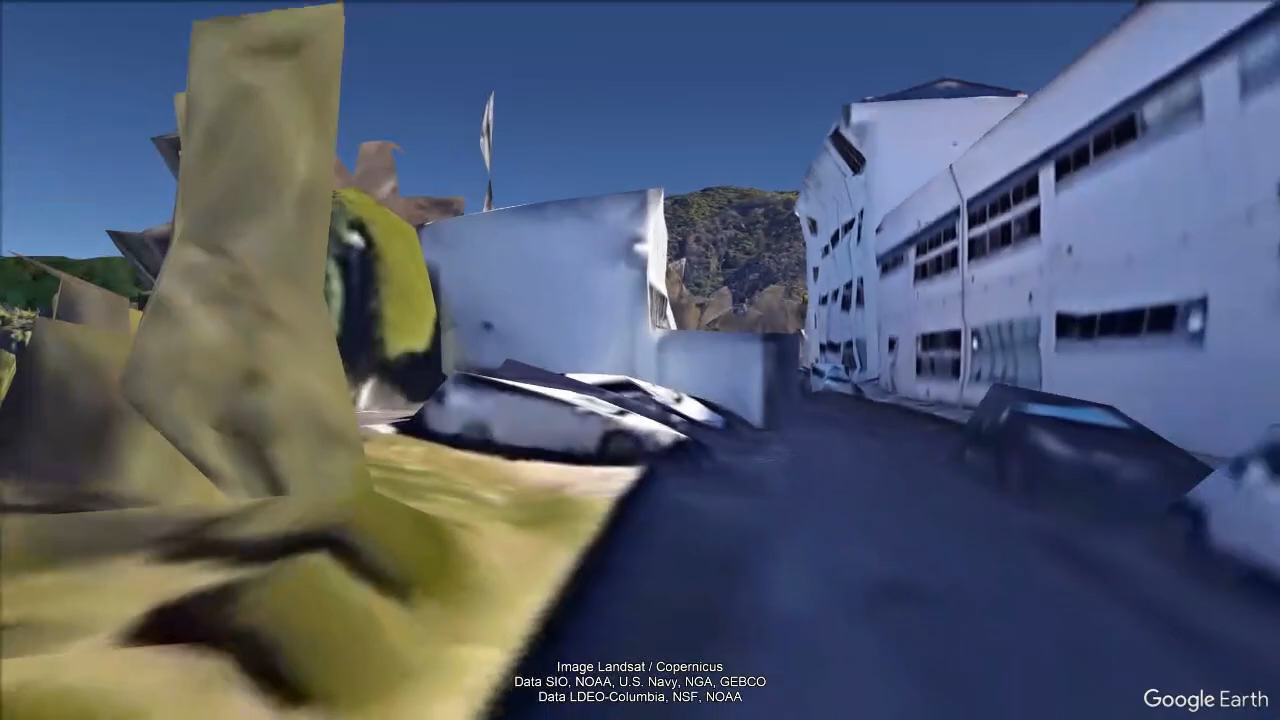 Image Landsat / Copernicus
Data SIO, NOAA, U.S. Navy, NGA, GEBCO
Data LDEO-Columbia, NSF, NOAA
Google Earth